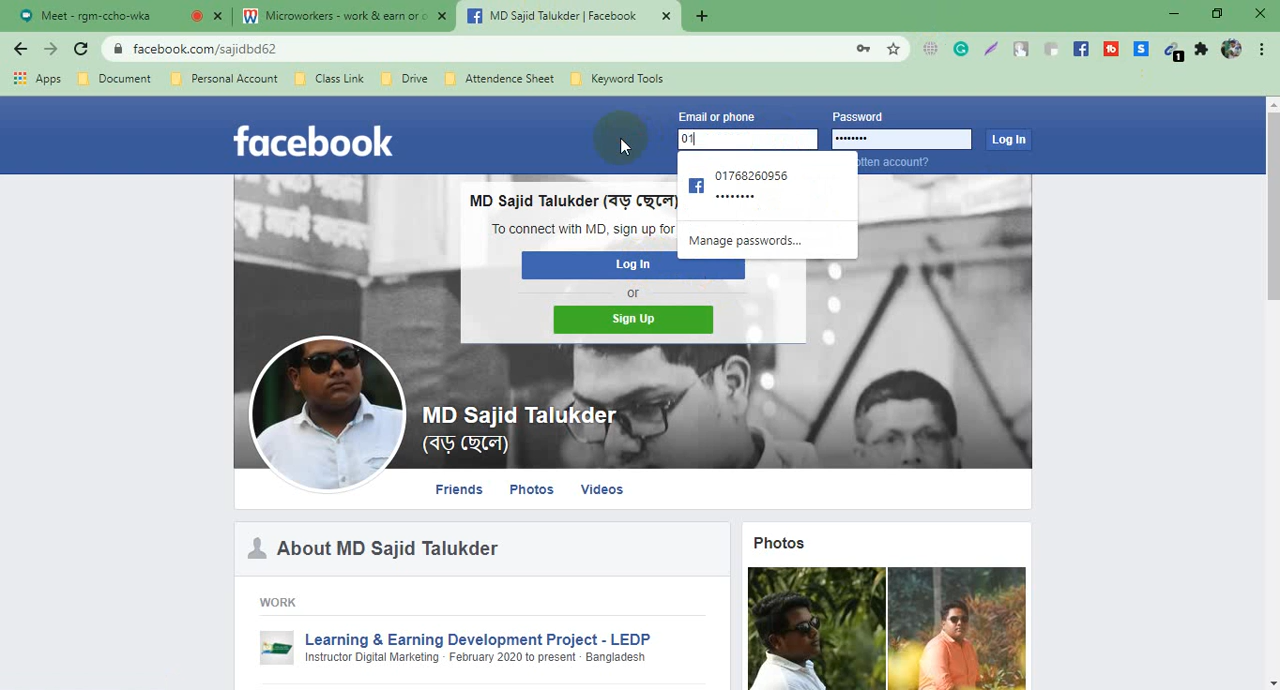 Meet - rgm-ccho-wka
Microworkers - work & earn or o
MD Sajid Talukder | Facebook
facebook.com/sajidbd62
1
Apps Document Personal Account Class Link Drive Attendence Sheet Keyword Tools
facebook
Email or phone
Password
01
••••••••
Log In
otten account?
01768260956
••••••••
Manage passwords...
MD Sajid Talukder (বড় ছেলে)
To connect with MD, sign up for
Log In
or
Sign Up
MD Sajid Talukder
(বড় ছেলে)
Friends Photos Videos
About MD Sajid Talukder
WORK
Learning & Earning Development Project - LEDP
Instructor Digital Marketing · February 2020 to present · Bangladesh
Photos